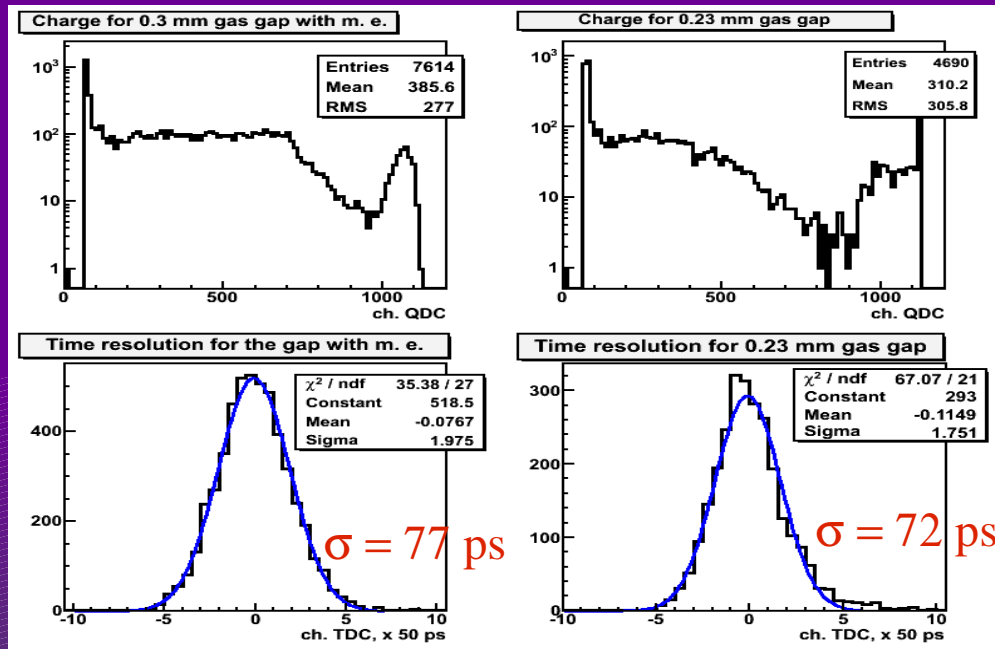 Charge for 0.3 mm gas gap with m. e.
10³
10²
10
1
Entries 7614
Mean 385.6
RMS 277
0 500 1000
ch. QDC
Charge for 0.23 mm gas gap
10³
10²
10
1
Entries 4690
Mean 310.2
RMS 305.8
0 500 1000
ch. QDC
Time resolution for the gap with m. e.
400
200
0
χ² / ndf 35.38 / 27
Constant 518.5
Mean -0.0767
Sigma 1.975
σ = 77 ps
-10 -5 0 5 10
ch. TDC, x 50 ps
Time resolution for 0.23 mm gas gap
300
200
100
0
χ² / ndf 67.07 / 21
Constant 293
Mean -0.1149
Sigma 1.751
σ = 72 ps
-10 -5 0 5 10
ch. TDC, x 50 ps